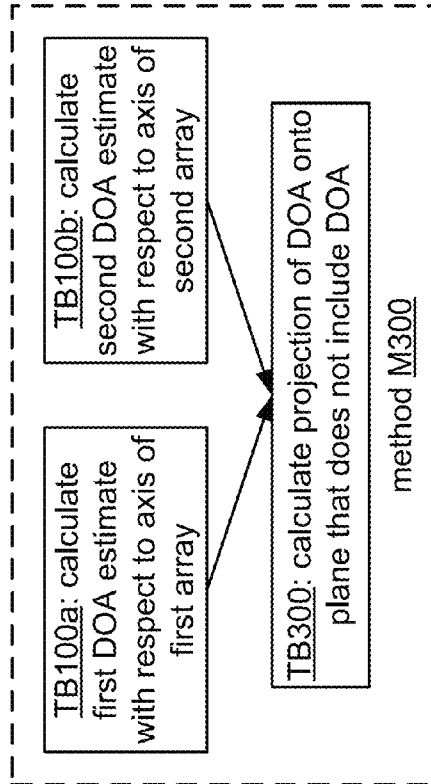 TB100a: calculate
first DOA estimate
with respect to axis of
first array
TB100b: calculate
second DOA estimate
with respect to axis of
second array
TB300: calculate projection of DOA onto
plane that does not include DOA
method M300